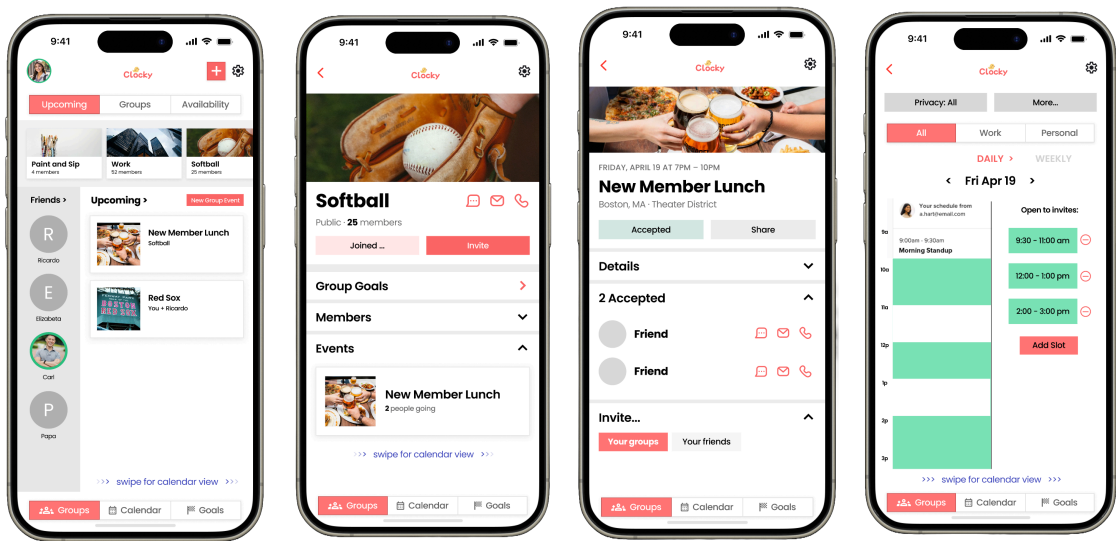 9:41
Clocky
+
Upcoming Groups Availability
Paint and Sip Work Softball
4 members 52 members 25 members
Friends > Upcoming > New Group Event
R
Ricardo
E
Elizabeta
Carl
P
Papa
New Member Lunch
Softball
BOSTON
RED SOX
Red Sox
You + Ricardo
>>> swipe for calendar view >>>
Groups Calendar Goals
9:41
Clocky
Softball
Public · 25 members
Joined ... Invite
Group Goals
Members
Events
New Member Lunch
2 people going
>>> swipe for calendar view >>>
Groups Calendar Goals
9:41
Clocky
FRIDAY, APRIL 19 AT 7PM – 10PM
New Member Lunch
Boston, MA · Theater District
Accepted Share
Details
2 Accepted
Friend
Friend
Invite...
Your groups Your friends
Groups Calendar Goals
9:41
Clocky
Privacy: All More...
All Work Personal
DAILY > WEEKLY
< Fri Apr 19 >
Your schedule from
a.hart@email.com
9a
9:00am - 9:30am
Morning Standup
10a
11a
12p
1p
2p
3p
Open to invites:
9:30 - 11:00 am
12:00 - 1:00 pm
2:00 - 3:00 pm
Add Slot
>>> swipe for calendar view >>>
Groups Calendar Goals